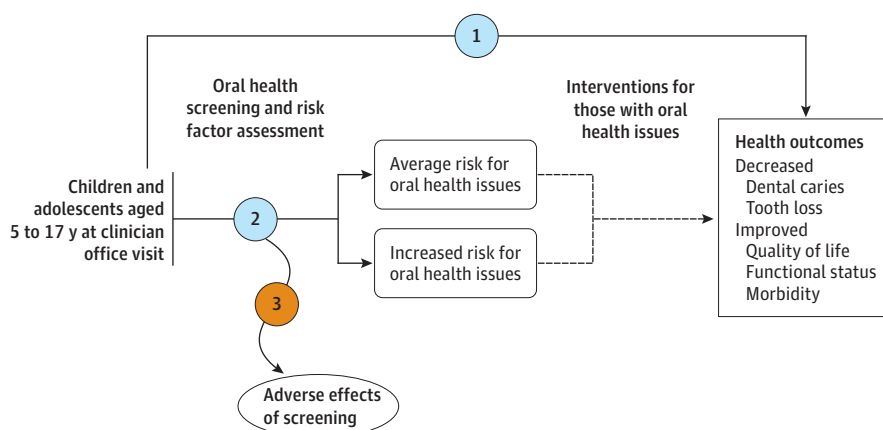 1
Oral health
screening and risk
factor assessment
Interventions for
those with oral
health issues
Children and
adolescents aged
5 to 17 y at clinician
office visit
2
Average risk for
oral health issues
Increased risk for
oral health issues
Health outcomes
Decreased
Dental caries
Tooth loss
Improved
Quality of life
Functional status
Morbidity
3
Adverse effects
of screening